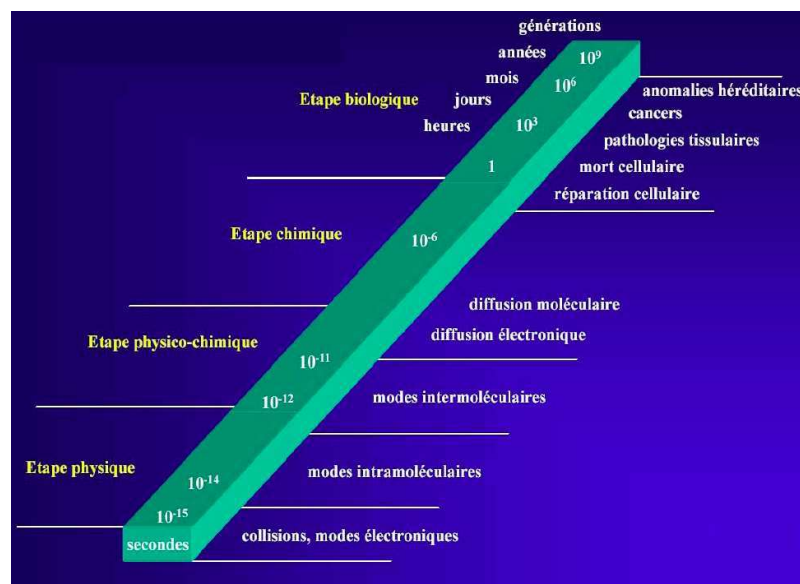 générations
années
10⁹
mois
10⁶
anomalies héréditaires
Etape biologique
jours
cancers
heures
10³
pathologies tissulaires
1
mort cellulaire
réparation cellulaire
Etape chimique
10⁻⁶
diffusion moléculaire
Etape physico-chimique
diffusion électronique
10⁻¹¹
10⁻¹²
modes intermoléculaires
Etape physique
modes intramoléculaires
10⁻¹⁴
10⁻¹⁵
secondes
collisions, modes électroniques